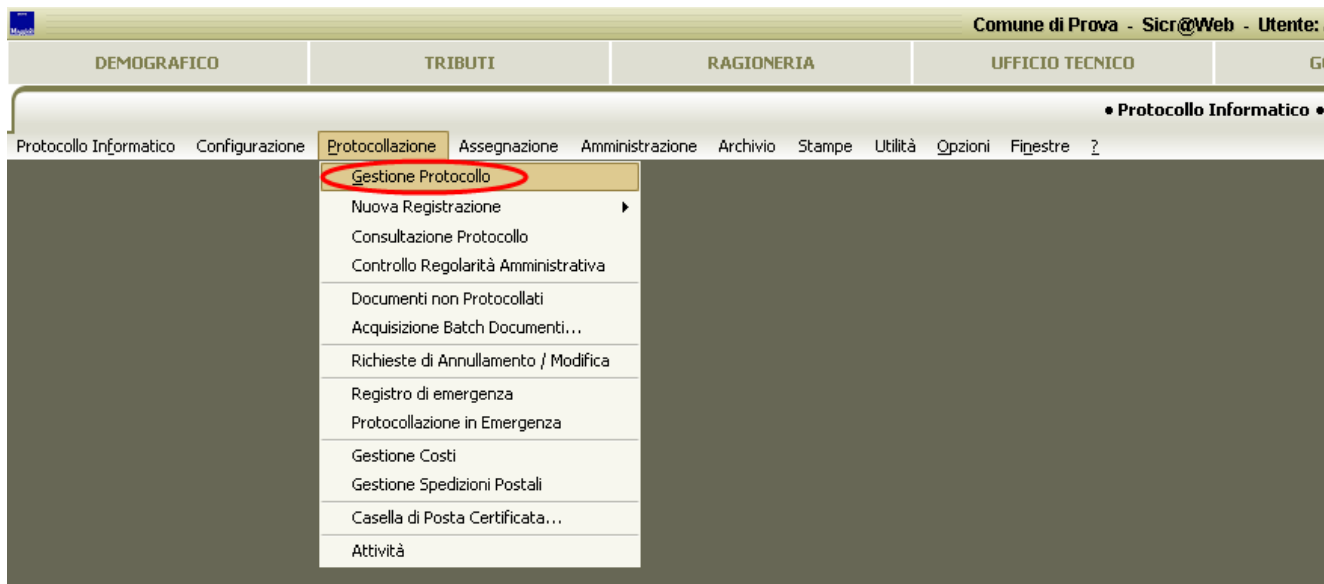 Comune di Prova - Sicr@Web - Utente:
DEMOGRAFICO TRIBUTI RAGIONERIA UFFICIO TECNICO
• Protocollo Informatico •
Protocollo Informatico Configurazione Protocollazione Assegnazione Amministrazione Archivio Stampe Utilità Opzioni Finestre ?
Gestione Protocollo
Nuova Registrazione
Consultazione Protocollo
Controllo Regolarità Amministrativa
Documenti non Protocollati
Acquisizione Batch Documenti...
Richieste di Annullamento / Modifica
Registro di emergenza
Protocollazione in Emergenza
Gestione Costi
Gestione Spedizioni Postali
Casella di Posta Certificata...
Attività